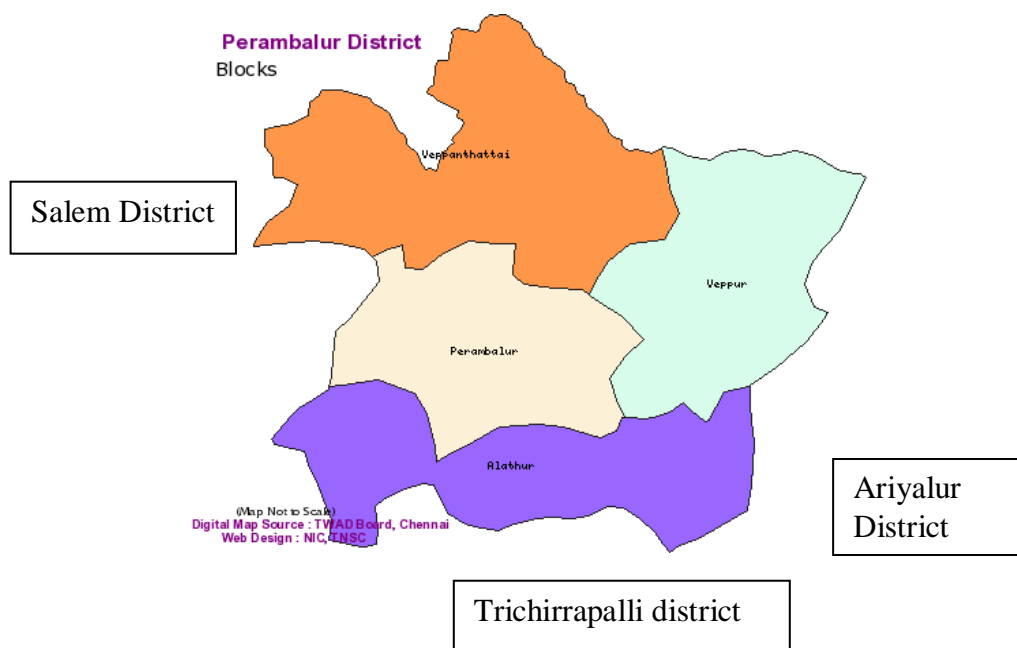 Perambalur District
Blocks
Veppanthattai
Salem District
Veppur
Perambalur
Alathur
Ariyalur
District
(Map Not to Scale)
Digital Map Source : TWAD Board, Chennai
Web Design : NIC, TNSC
Trichirrapalli district